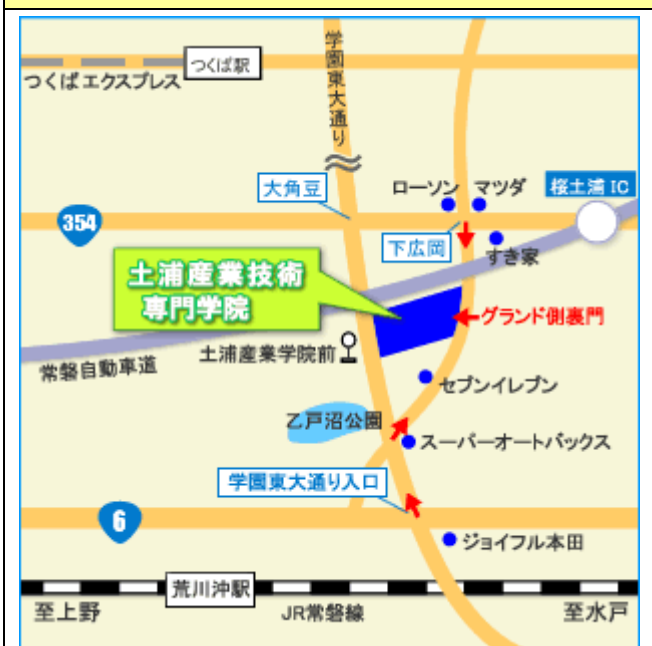 学園東大通り
つくば駅
つくばエクスプレス
大角豆
ローソン
マツダ
桜土浦 IC
354
下広岡
すき家
土浦産業技術
専門学院
グランド側裏門
土浦産業学院前
常磐自動車道
セブンイレブン
乙戸沼公園
スーパーオートバックス
学園東大通り入口
6
ジョイフル本田
荒川沖駅
至上野
JR常磐線
至水戸